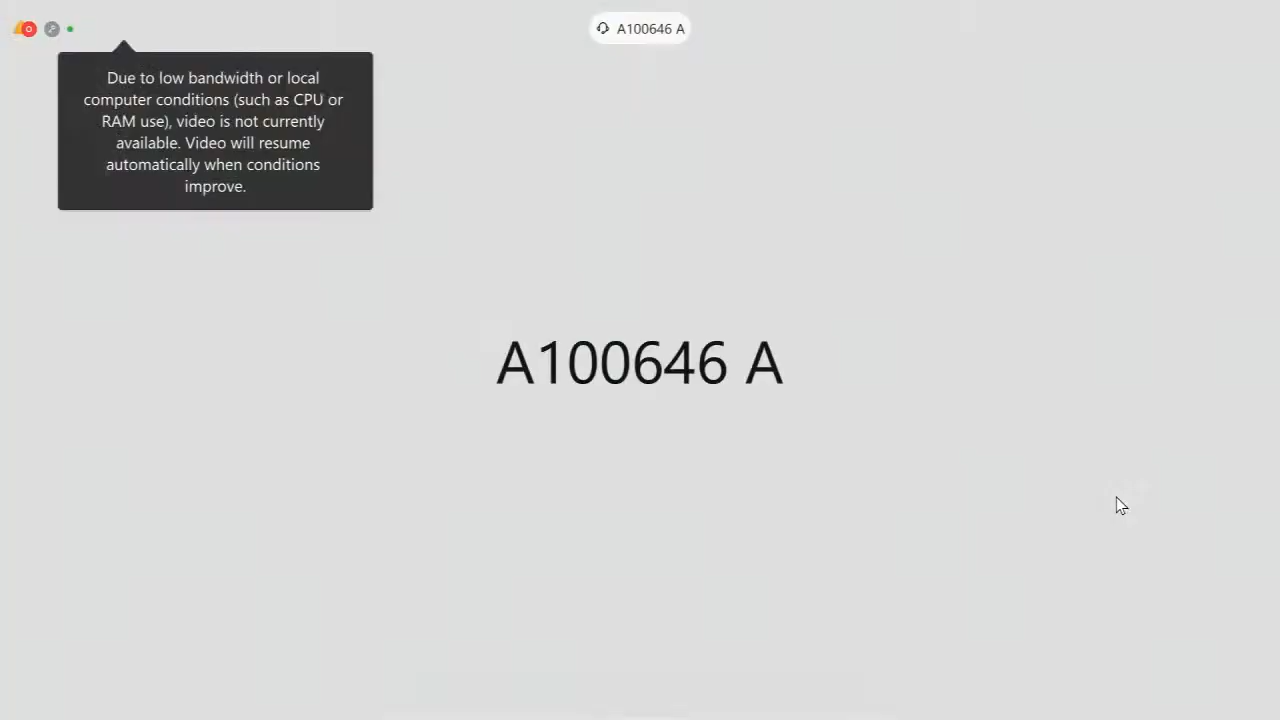 A100646 A
Due to low bandwidth or local
computer conditions (such as CPU or
RAM use), video is not currently
available. Video will resume
automatically when conditions
improve.
A100646 A